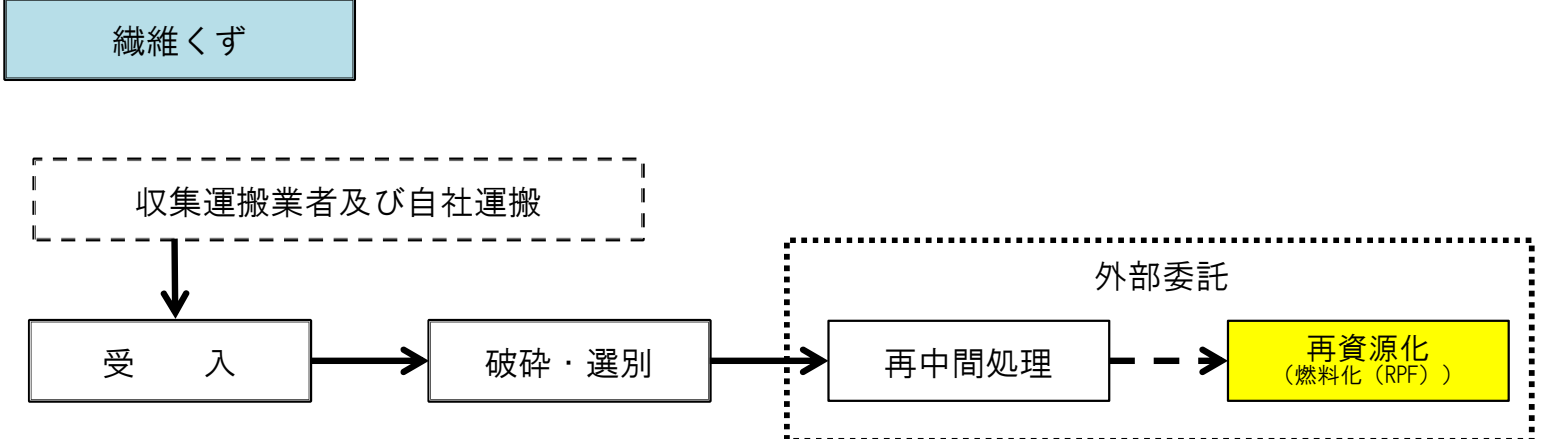 繊維くず
収集運搬業者及び自社運搬
外部委託
受　　入
破砕・選別
再中間処理
再資源化
（燃料化（RPF））